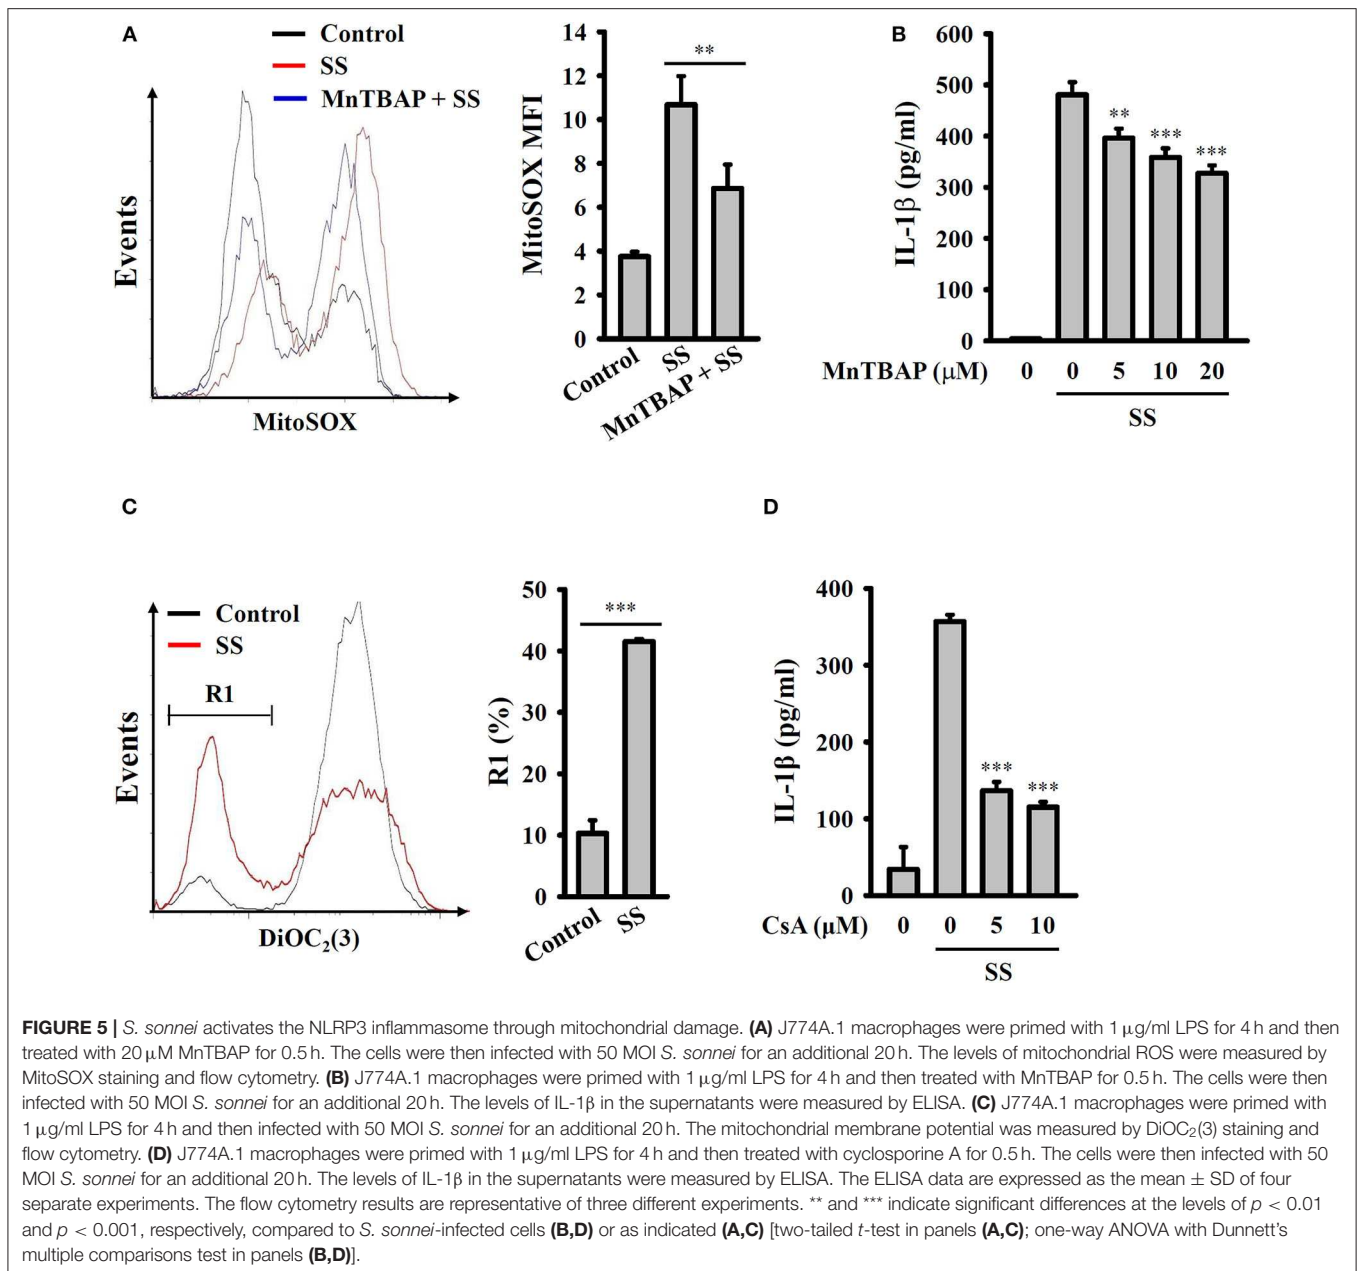 A
Control
SS
MnTBAP + SS
Events
MitoSOX
MitoSOX MFI
14
12
10
8
6
4
2
0
**
Control
SS
MnTBAP + SS
B
IL-1β (pg/ml)
600
500
400
300
200
100
0
**
***
***
MnTBAP (μM) 0 0 5 10 20
SS
C
Control
SS
R1
Events
DiOC2(3)
R1 (%)
50
40
30
20
10
0
***
Control
SS
D
IL-1β (pg/ml)
400
300
200
100
0
***
***
CsA (μM) 0 0 5 10
SS
FIGURE 5 | S. sonnei activates the NLRP3 inflammasome through mitochondrial damage. (A) J774A.1 macrophages were primed with 1 μg/ml LPS for 4 h and then
treated with 20 μM MnTBAP for 0.5 h. The cells were then infected with 50 MOI S. sonnei for an additional 20 h. The levels of mitochondrial ROS were measured by
MitoSOX staining and flow cytometry. (B) J774A.1 macrophages were primed with 1 μg/ml LPS for 4 h and then treated with MnTBAP for 0.5 h. The cells were then
infected with 50 MOI S. sonnei for an additional 20 h. The levels of IL-1β in the supernatants were measured by ELISA. (C) J774A.1 macrophages were primed with
1 μg/ml LPS for 4 h and then infected with 50 MOI S. sonnei for an additional 20 h. The mitochondrial membrane potential was measured by DiOC2(3) staining and
flow cytometry. (D) J774A.1 macrophages were primed with 1 μg/ml LPS for 4 h and then treated with cyclosporine A for 0.5 h. The cells were then infected with 50
MOI S. sonnei for an additional 20 h. The levels of IL-1β in the supernatants were measured by ELISA. The ELISA data are expressed as the mean ± SD of four
separate experiments. The flow cytometry results are representative of three different experiments. ** and *** indicate significant differences at the levels of p < 0.01
and p < 0.001, respectively, compared to S. sonnei-infected cells (B,D) or as indicated (A,C) [two-tailed t-test in panels (A,C); one-way ANOVA with Dunnett's
multiple comparisons test in panels (B,D)].